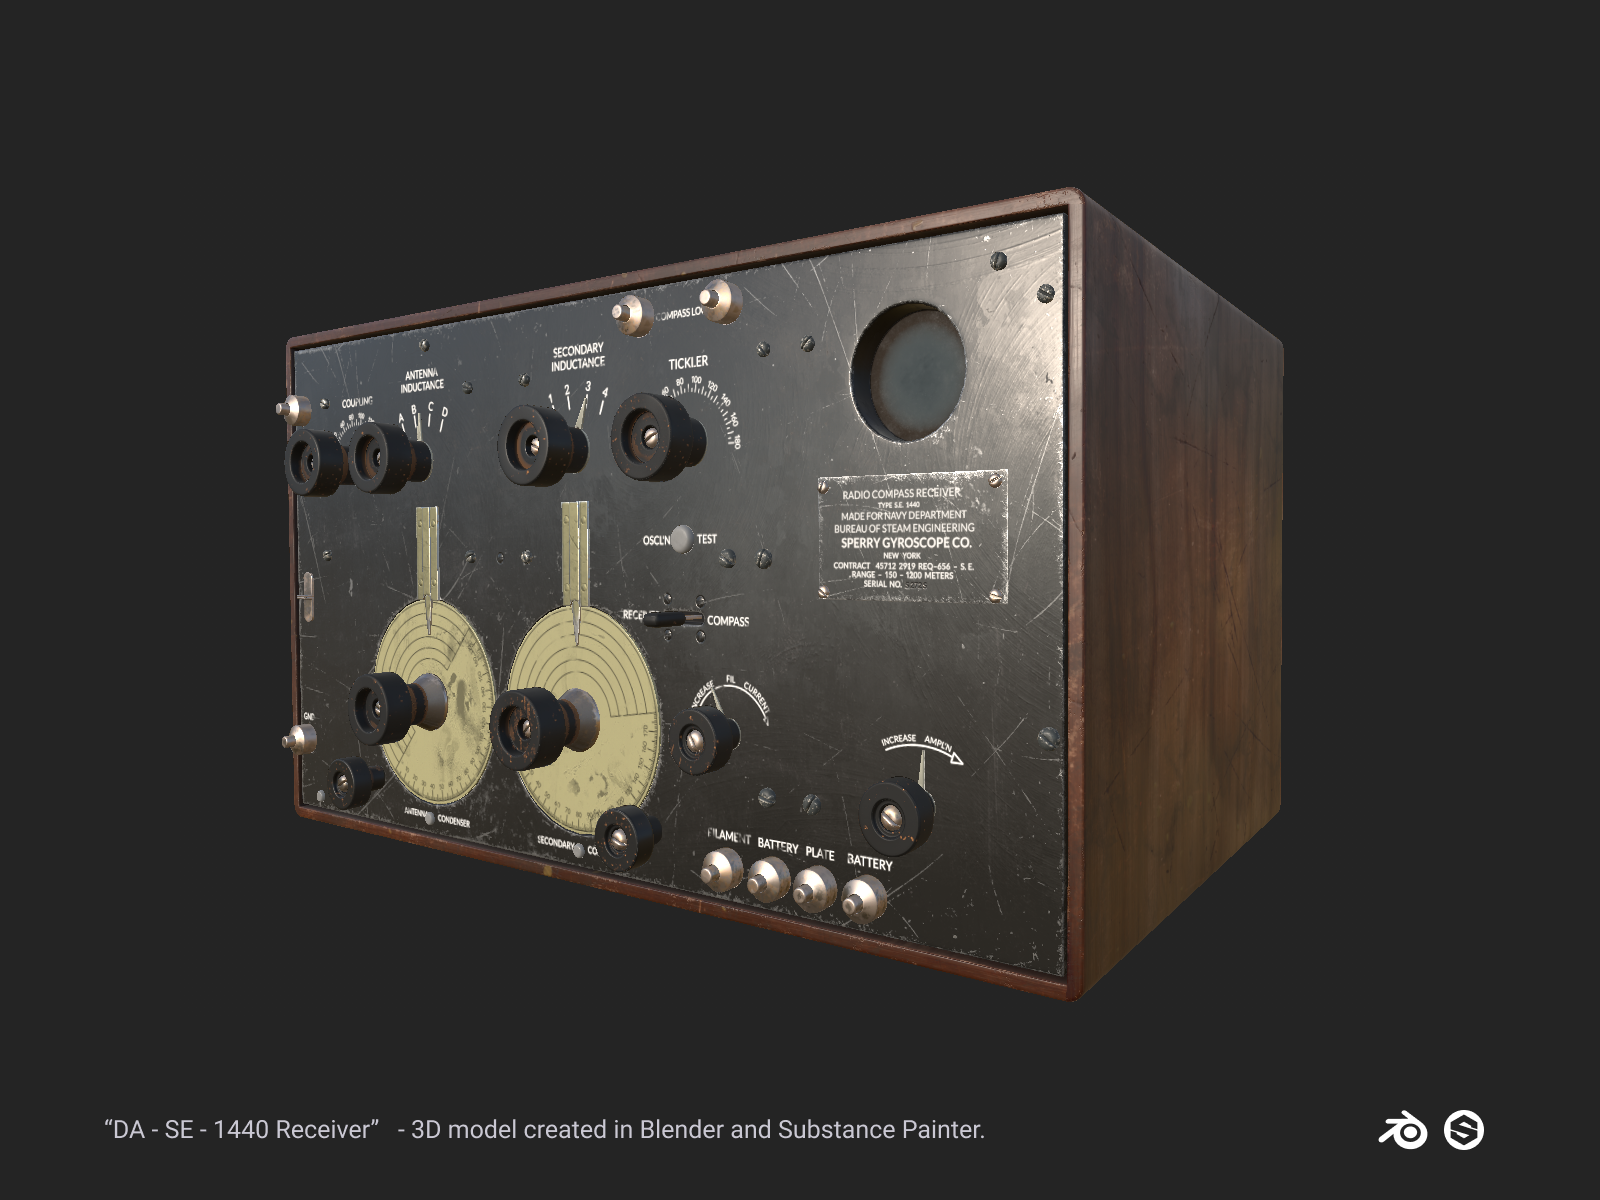 SECONDARY
INDUCTANCE
TICKLER
ANTENNA
INDUCTANCE
COUPLING
A B C D
1 2 3 4
80 100 120 140 160 180
OSCL'N TEST
COMPASS
RADIO COMPASS RECEIVER
TYPE S.E. 1440
MADE FOR NAVY DEPARTMENT
BUREAU OF STEAM ENGINEERING
SPERRY GYROSCOPE CO.
NEW YORK
CONTRACT 45712 2919 REQ-656 - S.E.
RANGE - 150 - 1200 METERS
SERIAL NO.
INCREASE FIL CURRENT
GND
INCREASE AMPL'N
ANTENNA CONDENSER
SECONDARY CO
FILAMENT BATTERY PLATE BATTERY
“DA - SE - 1440 Receiver” - 3D model created in Blender and Substance Painter.